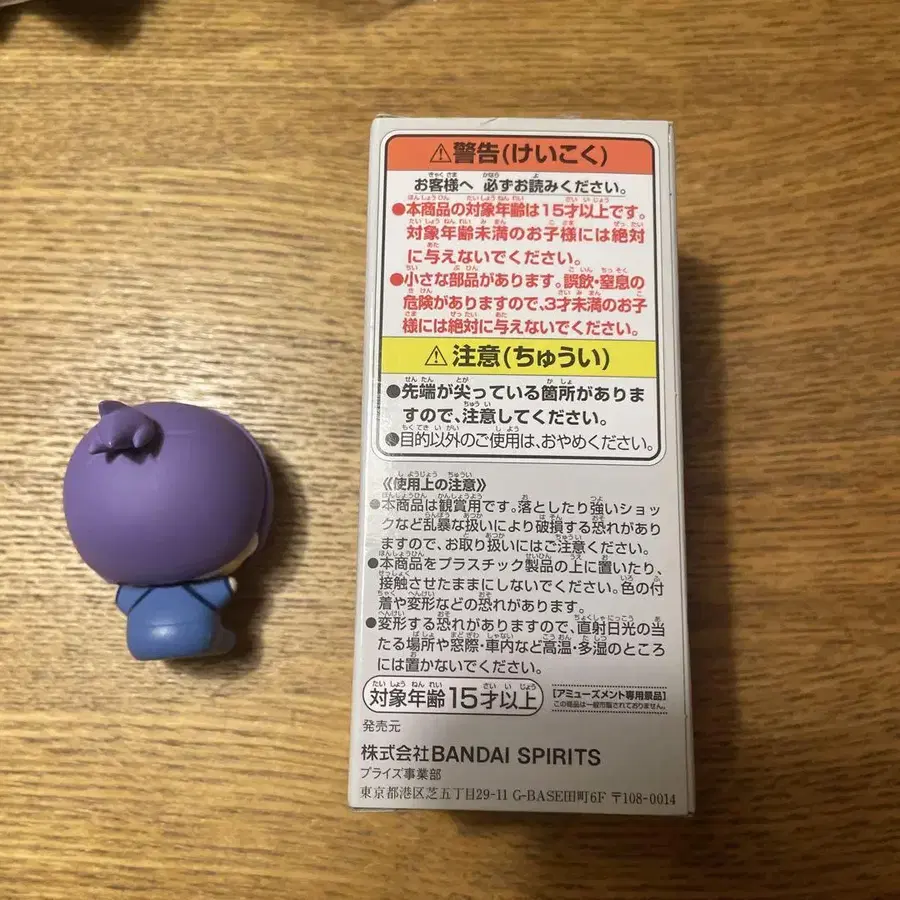 ⚠警告(けいこく)
お客様へ 必ずお読みください。
●本商品の対象年齢は15才以上です。
対象年齢未満のお子様には絶対
に与えないでください。
●小さな部品があります。誤飲・窒息の
危険がありますので、3才未満のお子
様には絶対に与えないでください。
⚠注意(ちゅうい)
●先端が尖っている箇所がありま
すので、注意してください。
●目的以外のご使用は、おやめください。
《使用上の注意》
●本商品は観賞用です。落としたり強いショッ
クなど乱暴な扱いにより破損する恐れがあり
ますので、お取り扱いにはご注意ください。
●本商品をプラスチック製品の上に置いたり、
接触させたままにしないでください。色の付
着や変形などの恐れがあります。
●変形する恐れがありますので、直射日光の当
たる場所や窓際・車内など高温・多湿のところ
には置かないでください。
対象年齢15才以上
[アミューズメント専用景品]
この商品は一般市販されておりません。
発売元
株式会社BANDAI SPIRITS
プライズ事業部
東京都港区芝五丁目29-11 G-BASE田町6F 〒108-0014